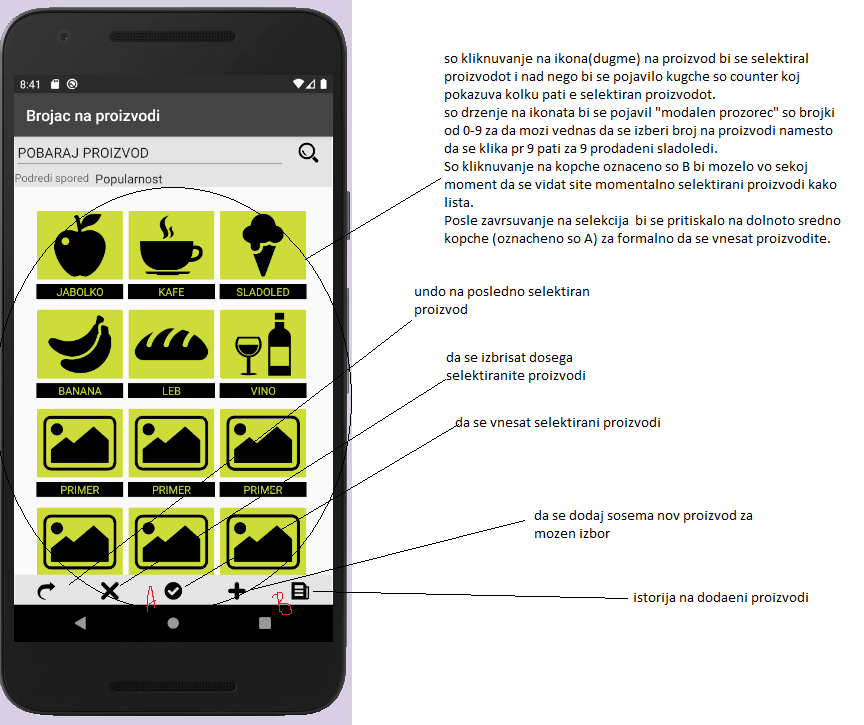 8:41
Brojac na proizvodi
POBARAJ PROIZVOD
Podredi spored Popularnost
JABOLKO KAFE SLADOLED
BANANA LEB VINO
PRIMER PRIMER PRIMER
A B
so kliknuvanje na ikona(dugme) na proizvod bi se selektiral
proizvodot i nad nego bi se pojavilo kugche so counter koj
pokazuva kolku pati e selektiran proizvodot.
so drzenje na ikonata bi se pojavil "modalen prozorec" so brojki
od 0-9 za da mozi vednas da se izberi broj na proizvodi namesto
da se klika pr 9 pati za 9 prodadeni sladoledi.
So kliknuvanje na kopche oznaceno so B bi mozelo vo sekoj
moment da se vidat site momentalno selektirani proizvodi kako
lista.
Posle zavrsuvanje na selekcija bi se pritiskalo na dolnoto sredno
kopche (oznacheno so A) za formalno da se vnesat proizvodite.
undo na posledno selektiran
proizvod
da se izbrisat dosega
selektiranite proizvodi
da se vnesat selektirani proizvodi
da se dodaj sosema nov proizvod za
mozen izbor
istorija na dodaeni proizvodi